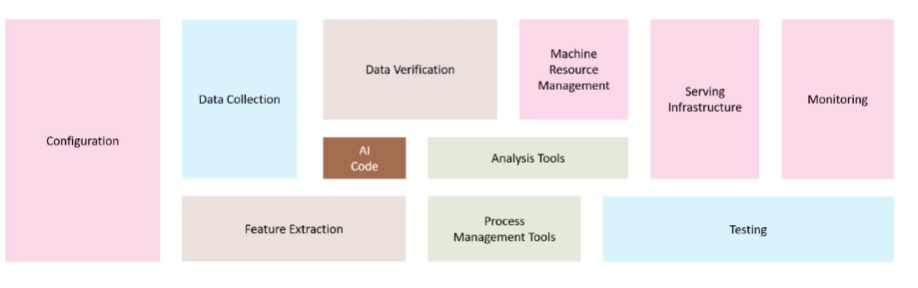 Configuration
Data Collection
Data Verification
Machine
Resource
Management
Serving
Infrastructure
Monitoring
AI
Code
Analysis Tools
Feature Extraction
Process
Management Tools
Testing